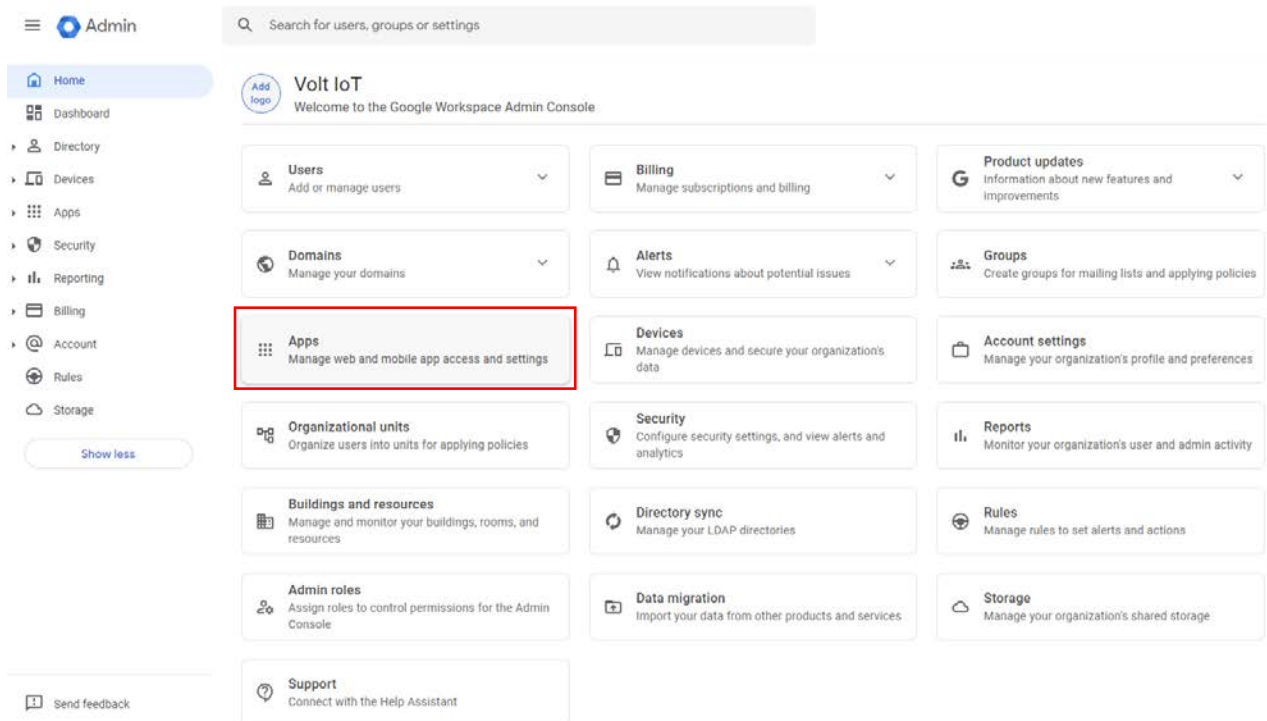 Admin
Search for users, groups or settings
Home
Dashboard
Directory
Devices
Apps
Security
Reporting
Billing
Account
Rules
Storage
Show less
Send feedback
Add
logo
Volt IoT
Welcome to the Google Workspace Admin Console
Users
Add or manage users
Billing
Manage subscriptions and billing
Product updates
Information about new features and
improvements
Domains
Manage your domains
Alerts
View notifications about potential issues
Groups
Create groups for mailing lists and applying policies
Apps
Manage web and mobile app access and settings
Devices
Manage devices and secure your organization's
data
Account settings
Manage your organization's profile and preferences
Organizational units
Organize users into units for applying policies
Security
Configure security settings, and view alerts and
analytics
Reports
Monitor your organization's user and admin activity
Buildings and resources
Manage and monitor your buildings, rooms, and
resources
Directory sync
Manage your LDAP directories
Rules
Manage rules to set alerts and actions
Admin roles
Assign roles to control permissions for the Admin
Console
Data migration
Import your data from other products and services
Storage
Manage your organization's shared storage
Support
Connect with the Help Assistant